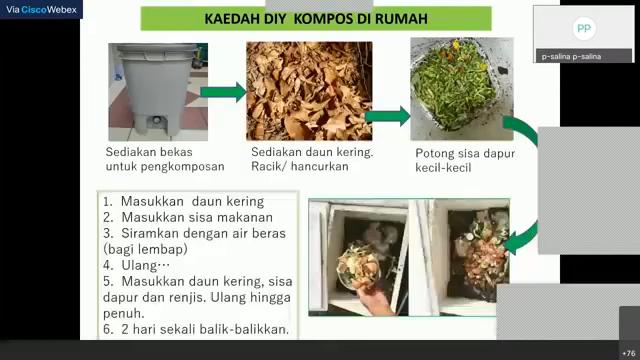 Via Cisco Webex
KAEDAH DIY KOMPOS DI RUMAH
PP
p-salina p-salina
Sediakan bekas
untuk pengkomposan
Sediakan daun kering.
Racik/ hancurkan
Potong sisa dapur
kecil-kecil
1. Masukkan daun kering
2. Masukkan sisa makanan
3. Siramkan dengan air beras
(bagi lembap)
4. Ulang…
5. Masukkan daun kering, sisa
dapur dan renjis. Ulang hingga
penuh.
6. 2 hari sekali balik-balikkan.
+76